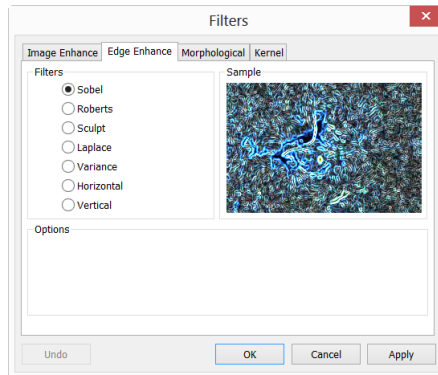 Filters
Image Enhance Edge Enhance Morphological Kernel
Filters
Sobel
Roberts
Sculpt
Laplace
Variance
Horizontal
Vertical
Sample
Options
Undo OK Cancel Apply